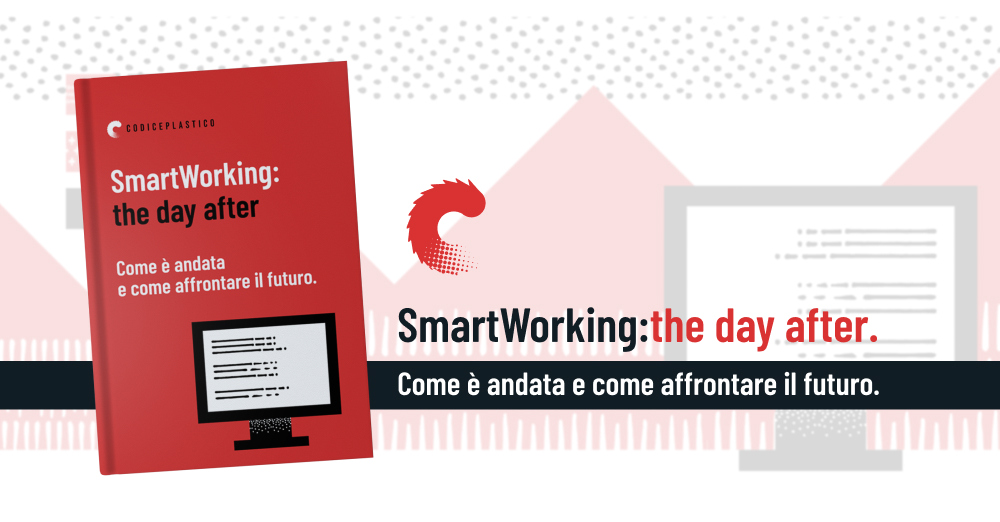 CODICEPLASTICO
SmartWorking:
the day after
Come è andata
e come affrontare il futuro.
SmartWorking:the day after.
Come è andata e come affrontare il futuro.